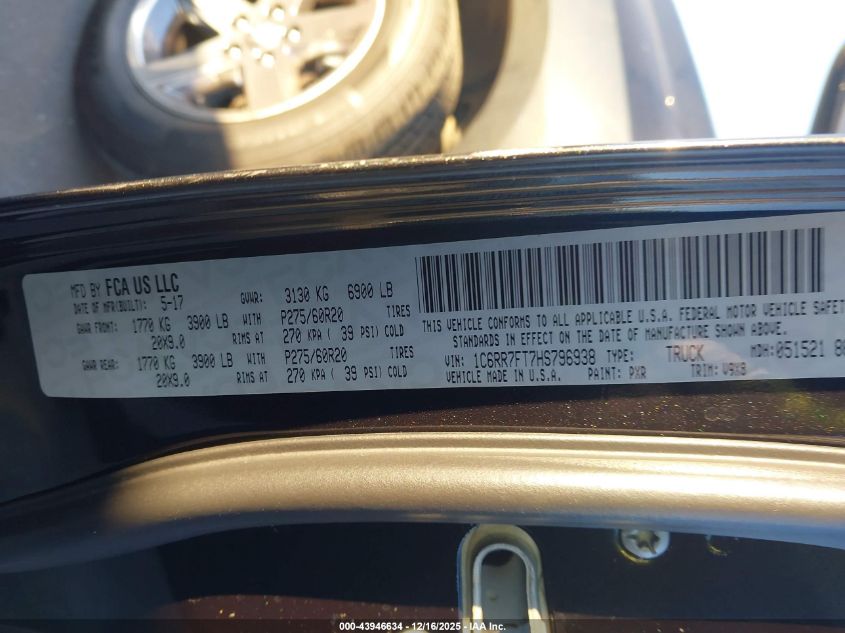 MFD BY FCA US LLC
DATE OF MFR(BUILT): 5-17 GVWR: 3130 KG 6900 LB
GAWR FRONT: 1770 KG 3900 LB WITH P275/60R20 TIRES
20X9.0 RIMS AT 270 KPA ( 39 PSI) COLD
GAWR REAR: 1770 KG 3900 LB WITH P275/60R20 TIRES
20X9.0 RIMS AT 270 KPA ( 39 PSI) COLD
THIS VEHICLE CONFORMS TO ALL APPLICABLE U.S.A. FEDERAL MOTOR VEHICLE SAFETY
STANDARDS IN EFFECT ON THE DATE OF MANUFACTURE SHOWN ABOVE.
VIN: 1C6RR7FT7HS796938 TYPE: TRUCK MDH:051521
VEHICLE MADE IN U.S.A. PAINT: PXR TRIM: V9X8
000-43946634 - 12/16/2025 - IAA Inc.